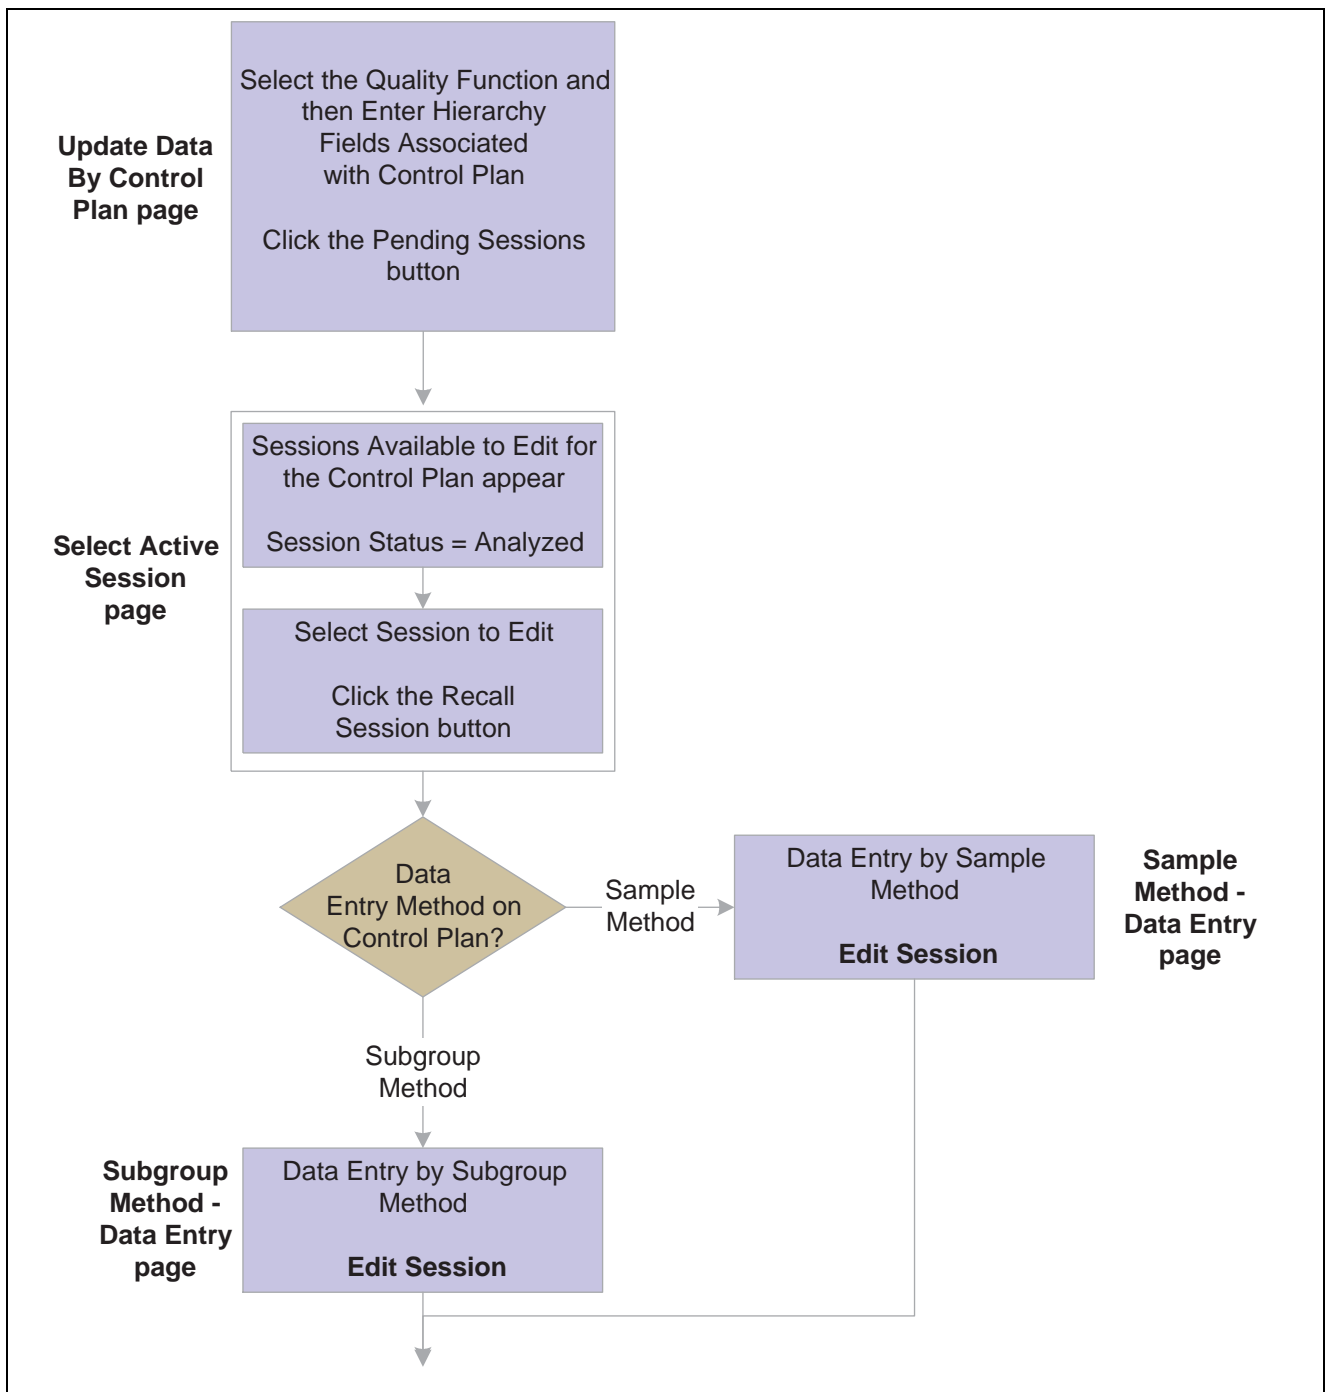 Update Data
By Control
Plan page
Select the Quality Function and
then Enter Hierarchy
Fields Associated
with Control Plan
Click the Pending Sessions
button
Select Active
Session
page
Sessions Available to Edit for
the Control Plan appear
Session Status = Analyzed
Select Session to Edit
Click the Recall
Session button
Data
Entry Method on
Control Plan?
Sample
Method
Data Entry by Sample
Method
Edit Session
Sample
Method -
Data Entry
page
Subgroup
Method
Subgroup
Method -
Data Entry
page
Data Entry by Subgroup
Method
Edit Session